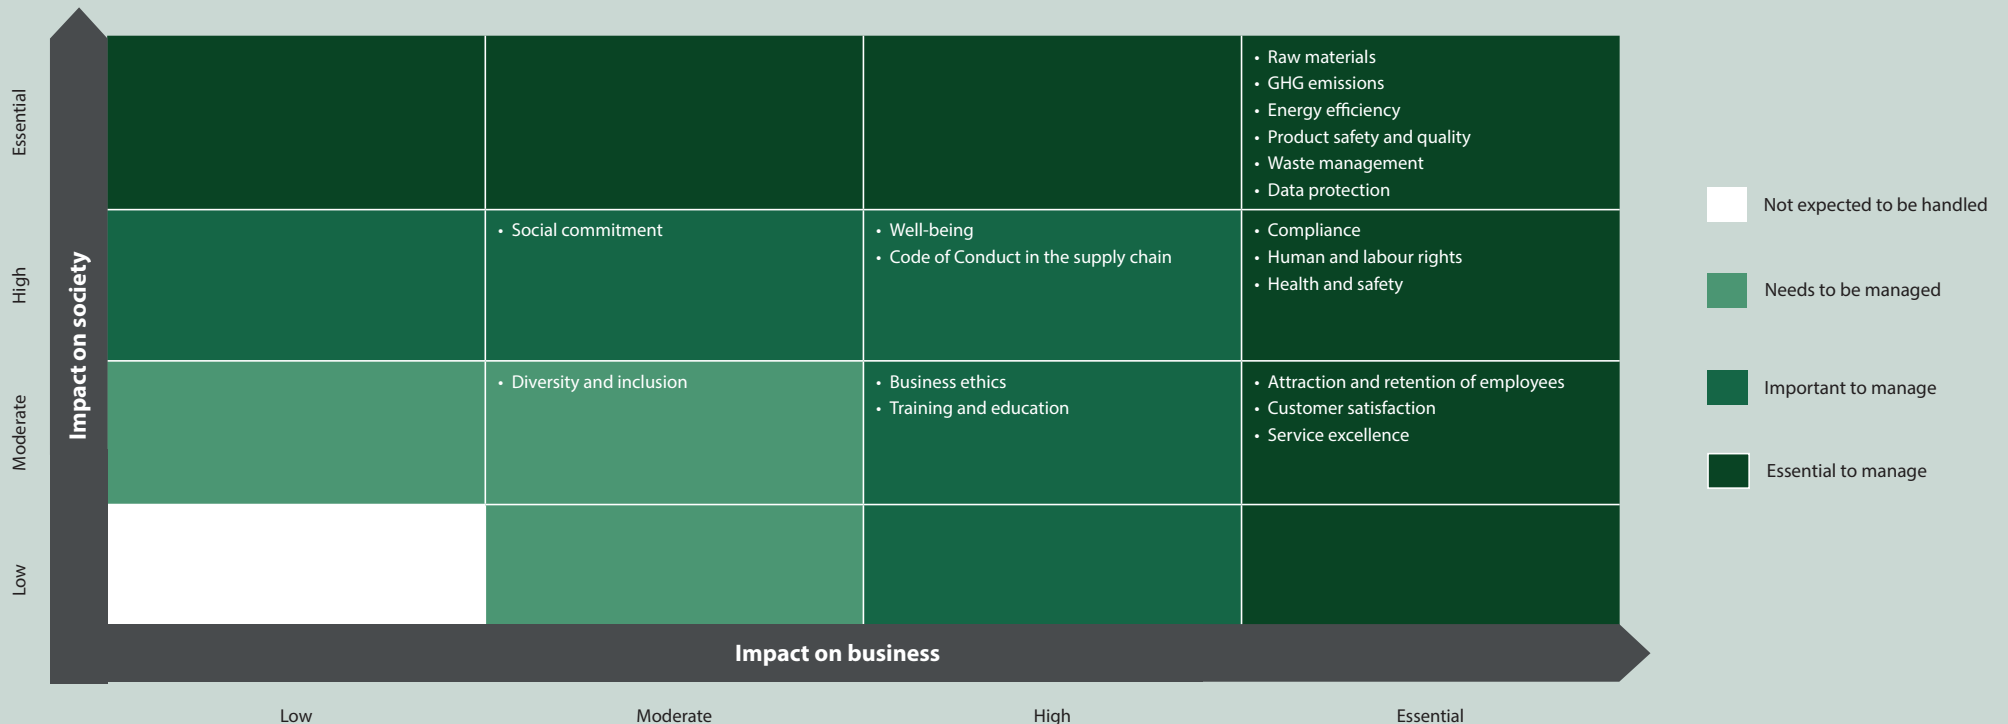 Essential
• Raw materials
• GHG emissions
• Energy efficiency
• Product safety and quality
• Waste management
• Data protection
High
• Social commitment
• Well-being
• Code of Conduct in the supply chain
• Compliance
• Human and labour rights
• Health and safety
Moderate
• Diversity and inclusion
• Business ethics
• Training and education
• Attraction and retention of employees
• Customer satisfaction
• Service excellence
Low
Impact on society
Impact on business
Low
Moderate
High
Essential
Not expected to be handled
Needs to be managed
Important to manage
Essential to manage